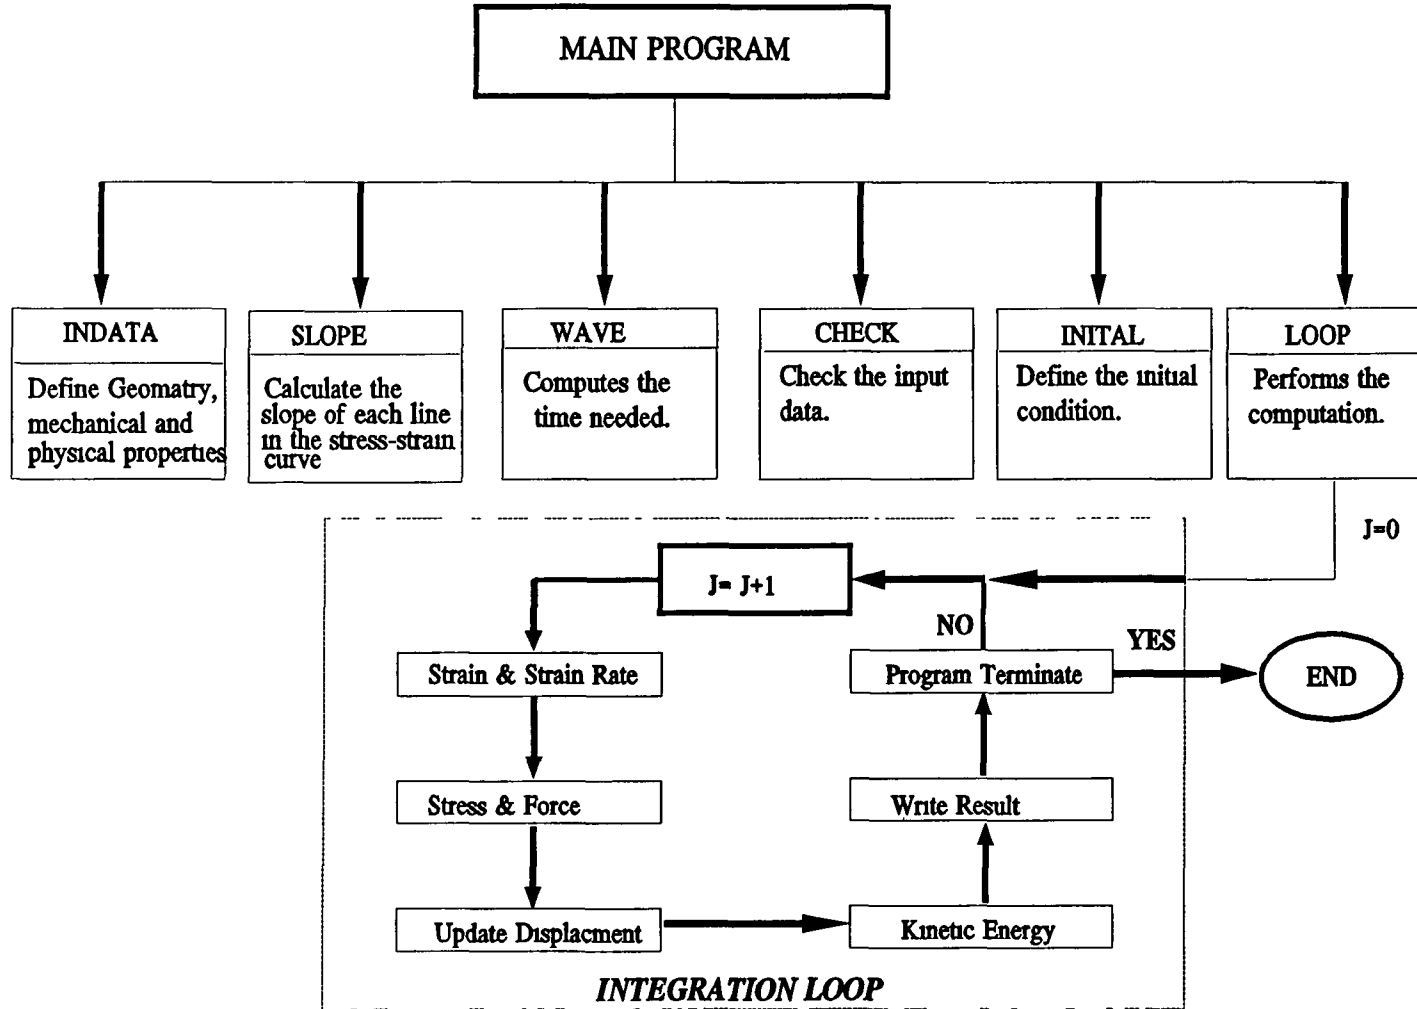 MAIN PROGRAM
INDATA
Define Geomatry,
mechanical and
physical properties
SLOPE
Calculate the
slope of each line
in the stress-strain
curve
WAVE
Computes the
time needed.
CHECK
Check the input
data.
INITAL
Define the initial
condition.
LOOP
Performs the
computation.
J=0
J= J+1
NO
YES
Strain & Strain Rate
Program Terminate
END
Stress & Force
Write Result
Update Displacment
Kinetic Energy
INTEGRATION LOOP